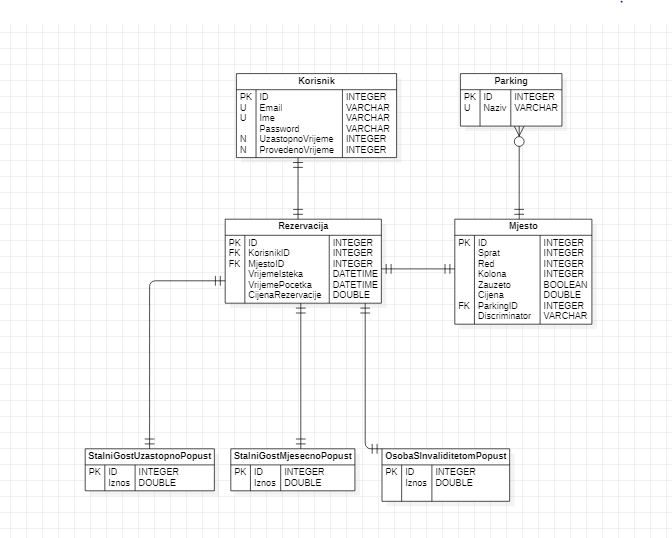 Korisnik
PK ID INTEGER
U Email VARCHAR
U Ime VARCHAR
Password VARCHAR
N UzastopnoVrijeme INTEGER
N ProvedenoVrijeme INTEGER
Parking
PK ID INTEGER
U Naziv VARCHAR
Rezervacija
PK ID INTEGER
FK KorisnikID INTEGER
FK MjestoID INTEGER
VrijemeIsteka DATETIME
VrijemePocetka DATETIME
CijenaRezervacije DOUBLE
Mjesto
PK ID INTEGER
Sprat INTEGER
Red INTEGER
Kolona INTEGER
Zauzeto BOOLEAN
Cijena DOUBLE
FK ParkingID INTEGER
Discriminator VARCHAR
StalniGostUzastopnoPopust
PK ID INTEGER
Iznos DOUBLE
StalniGostMjesecnoPopust
PK ID INTEGER
Iznos DOUBLE
OsobaSInvaliditetomPopust
PK ID INTEGER
Iznos DOUBLE